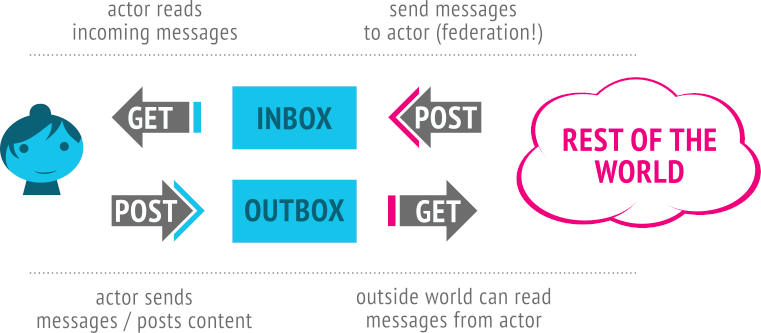 actor reads
incoming messages
send messages
to actor (federation!)
GET
INBOX
POST
REST OF THE
WORLD
POST
OUTBOX
GET
actor sends
messages / posts content
outside world can read
messages from actor